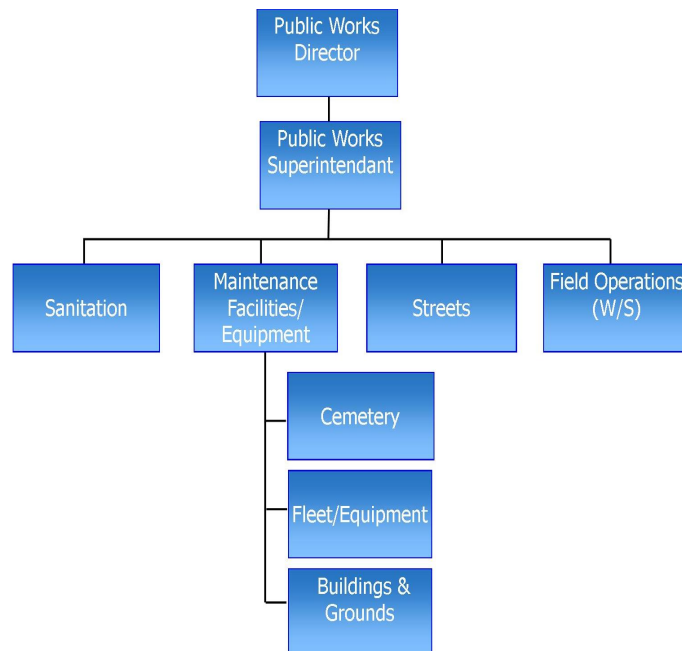 Public Works
Director
Public Works
Superintendant
Sanitation
Maintenance
Facilities/
Equipment
Streets
Field Operations
(W/S)
Cemetery
Fleet/Equipment
Buildings &
Grounds